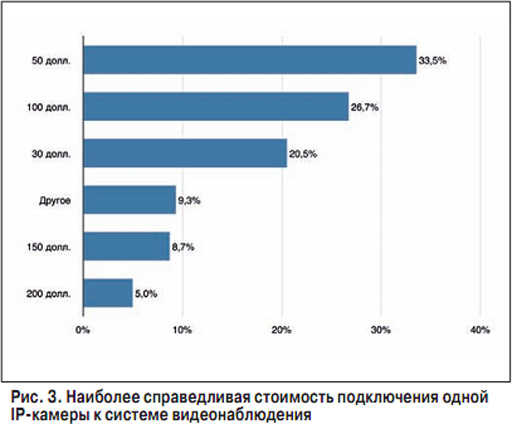 50 долл.
33,5%
100 долл.
26,7%
30 долл.
20,5%
Другое
9,3%
150 долл.
8,7%
200 долл.
5,0%
0%
10%
20%
30%
40%
Рис. 3. Наиболее справедливая стоимость подключения одной
IP-камеры к системе видеонаблюдения